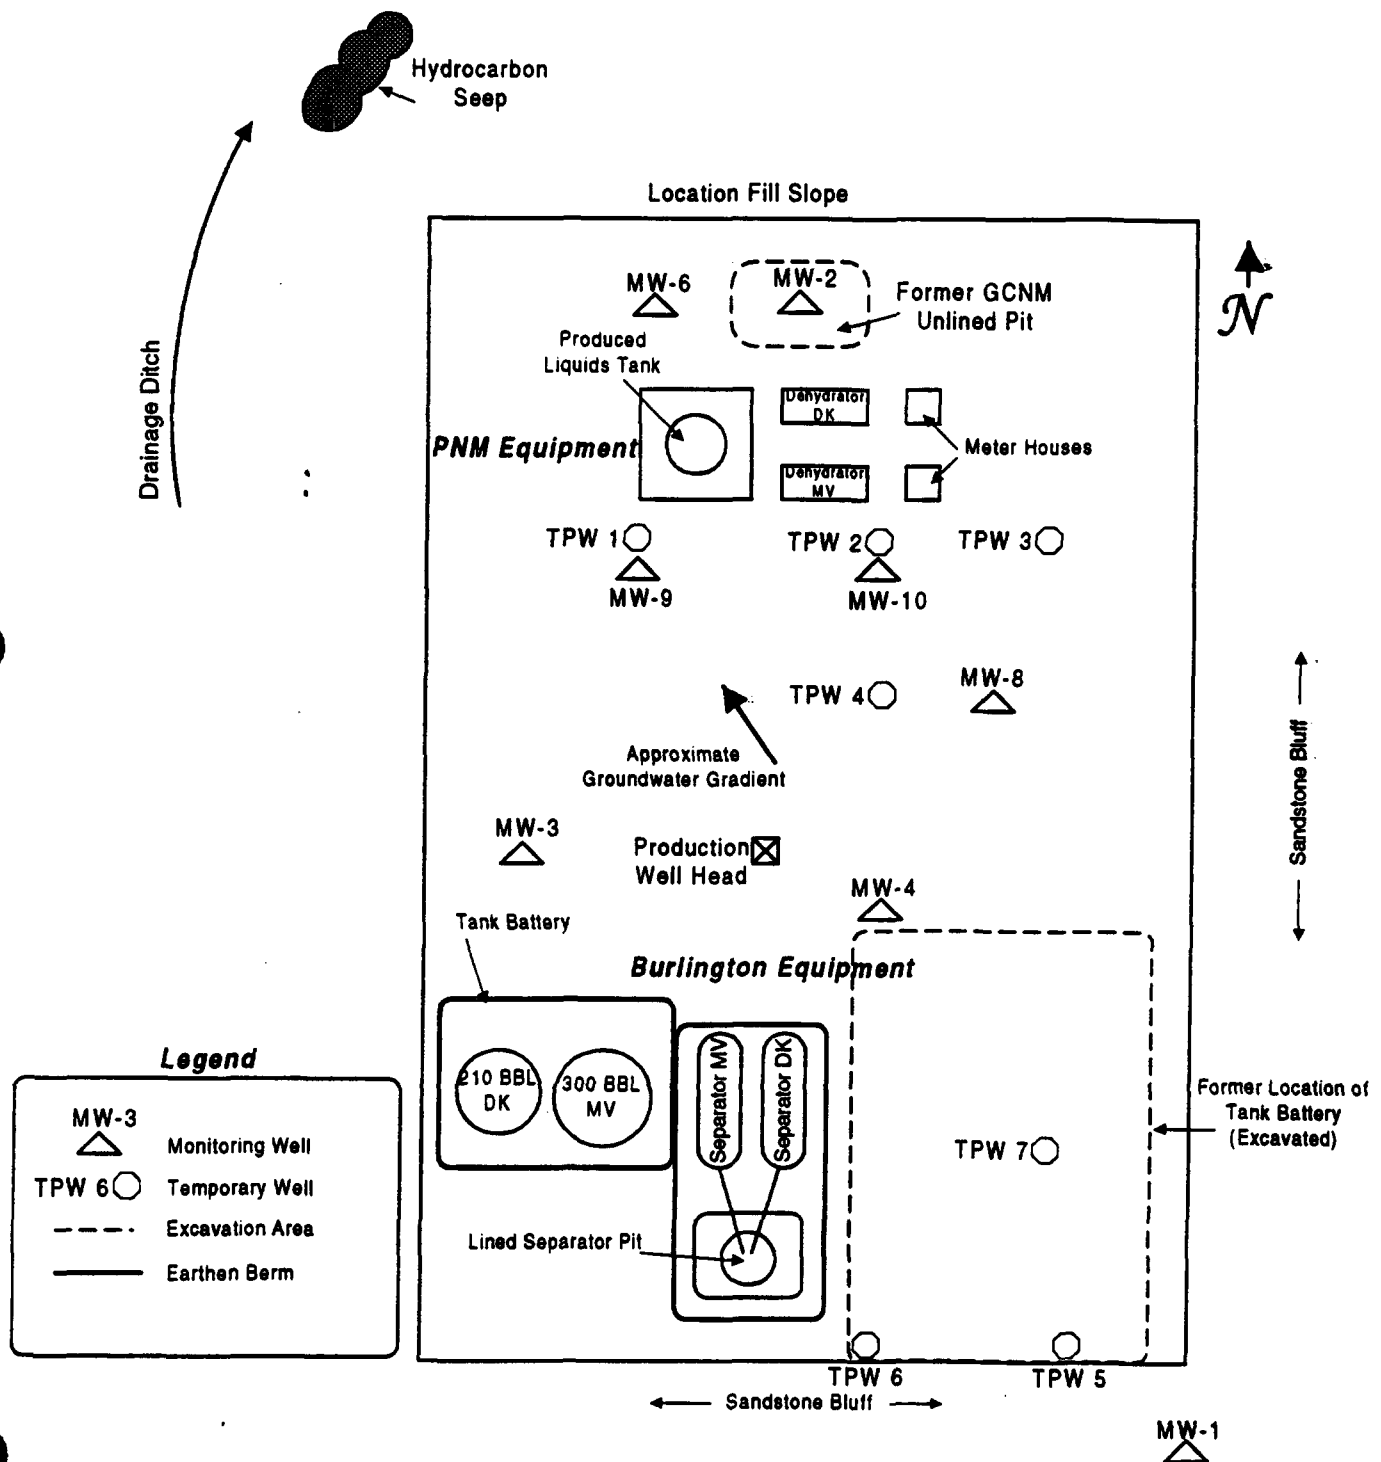 Hydrocarbon
Seep
Location Fill Slope
Drainage Ditch
MW-6
MW-2
Former GCNM
Unlined Pit
N
Produced
Liquids Tank
PNM Equipment
Dehydrator
DK
Dehydrator
MV
Meter Houses
TPW 1
TPW 2
TPW 3
MW-9
MW-10
TPW 4
MW-8
Approximate
Groundwater Gradient
Sandstone Bluff
MW-3
Production
Well Head
MW-4
Tank Battery
Burlington Equipment
210 BBL
DK
300 BBL
MV
Separator MV
Separator DK
Former Location of
Tank Battery
(Excavated)
TPW 7
Lined Separator Pit
Legend
MW-3
Monitoring Well
TPW 6
Temporary Well
Excavation Area
Earthen Berm
TPW 6
TPW 5
Sandstone Bluff
MW-1